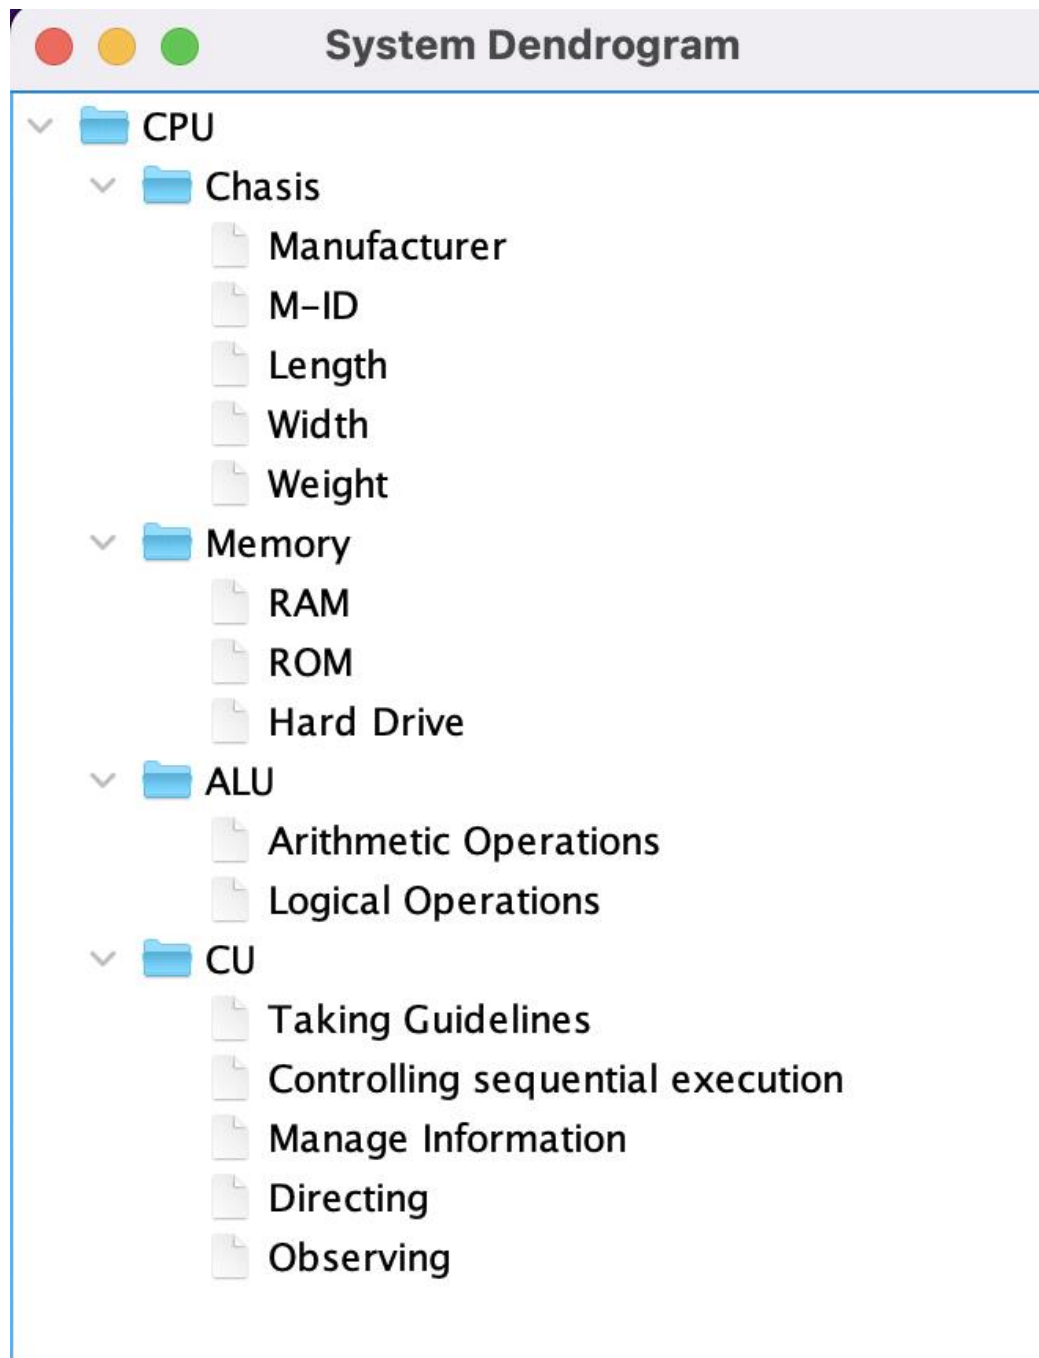 System Dendrogram
CPU
Chasis
Manufacturer
M-ID
Length
Width
Weight
Memory
RAM
ROM
Hard Drive
ALU
Arithmetic Operations
Logical Operations
CU
Taking Guidelines
Controlling sequential execution
Manage Information
Directing
Observing